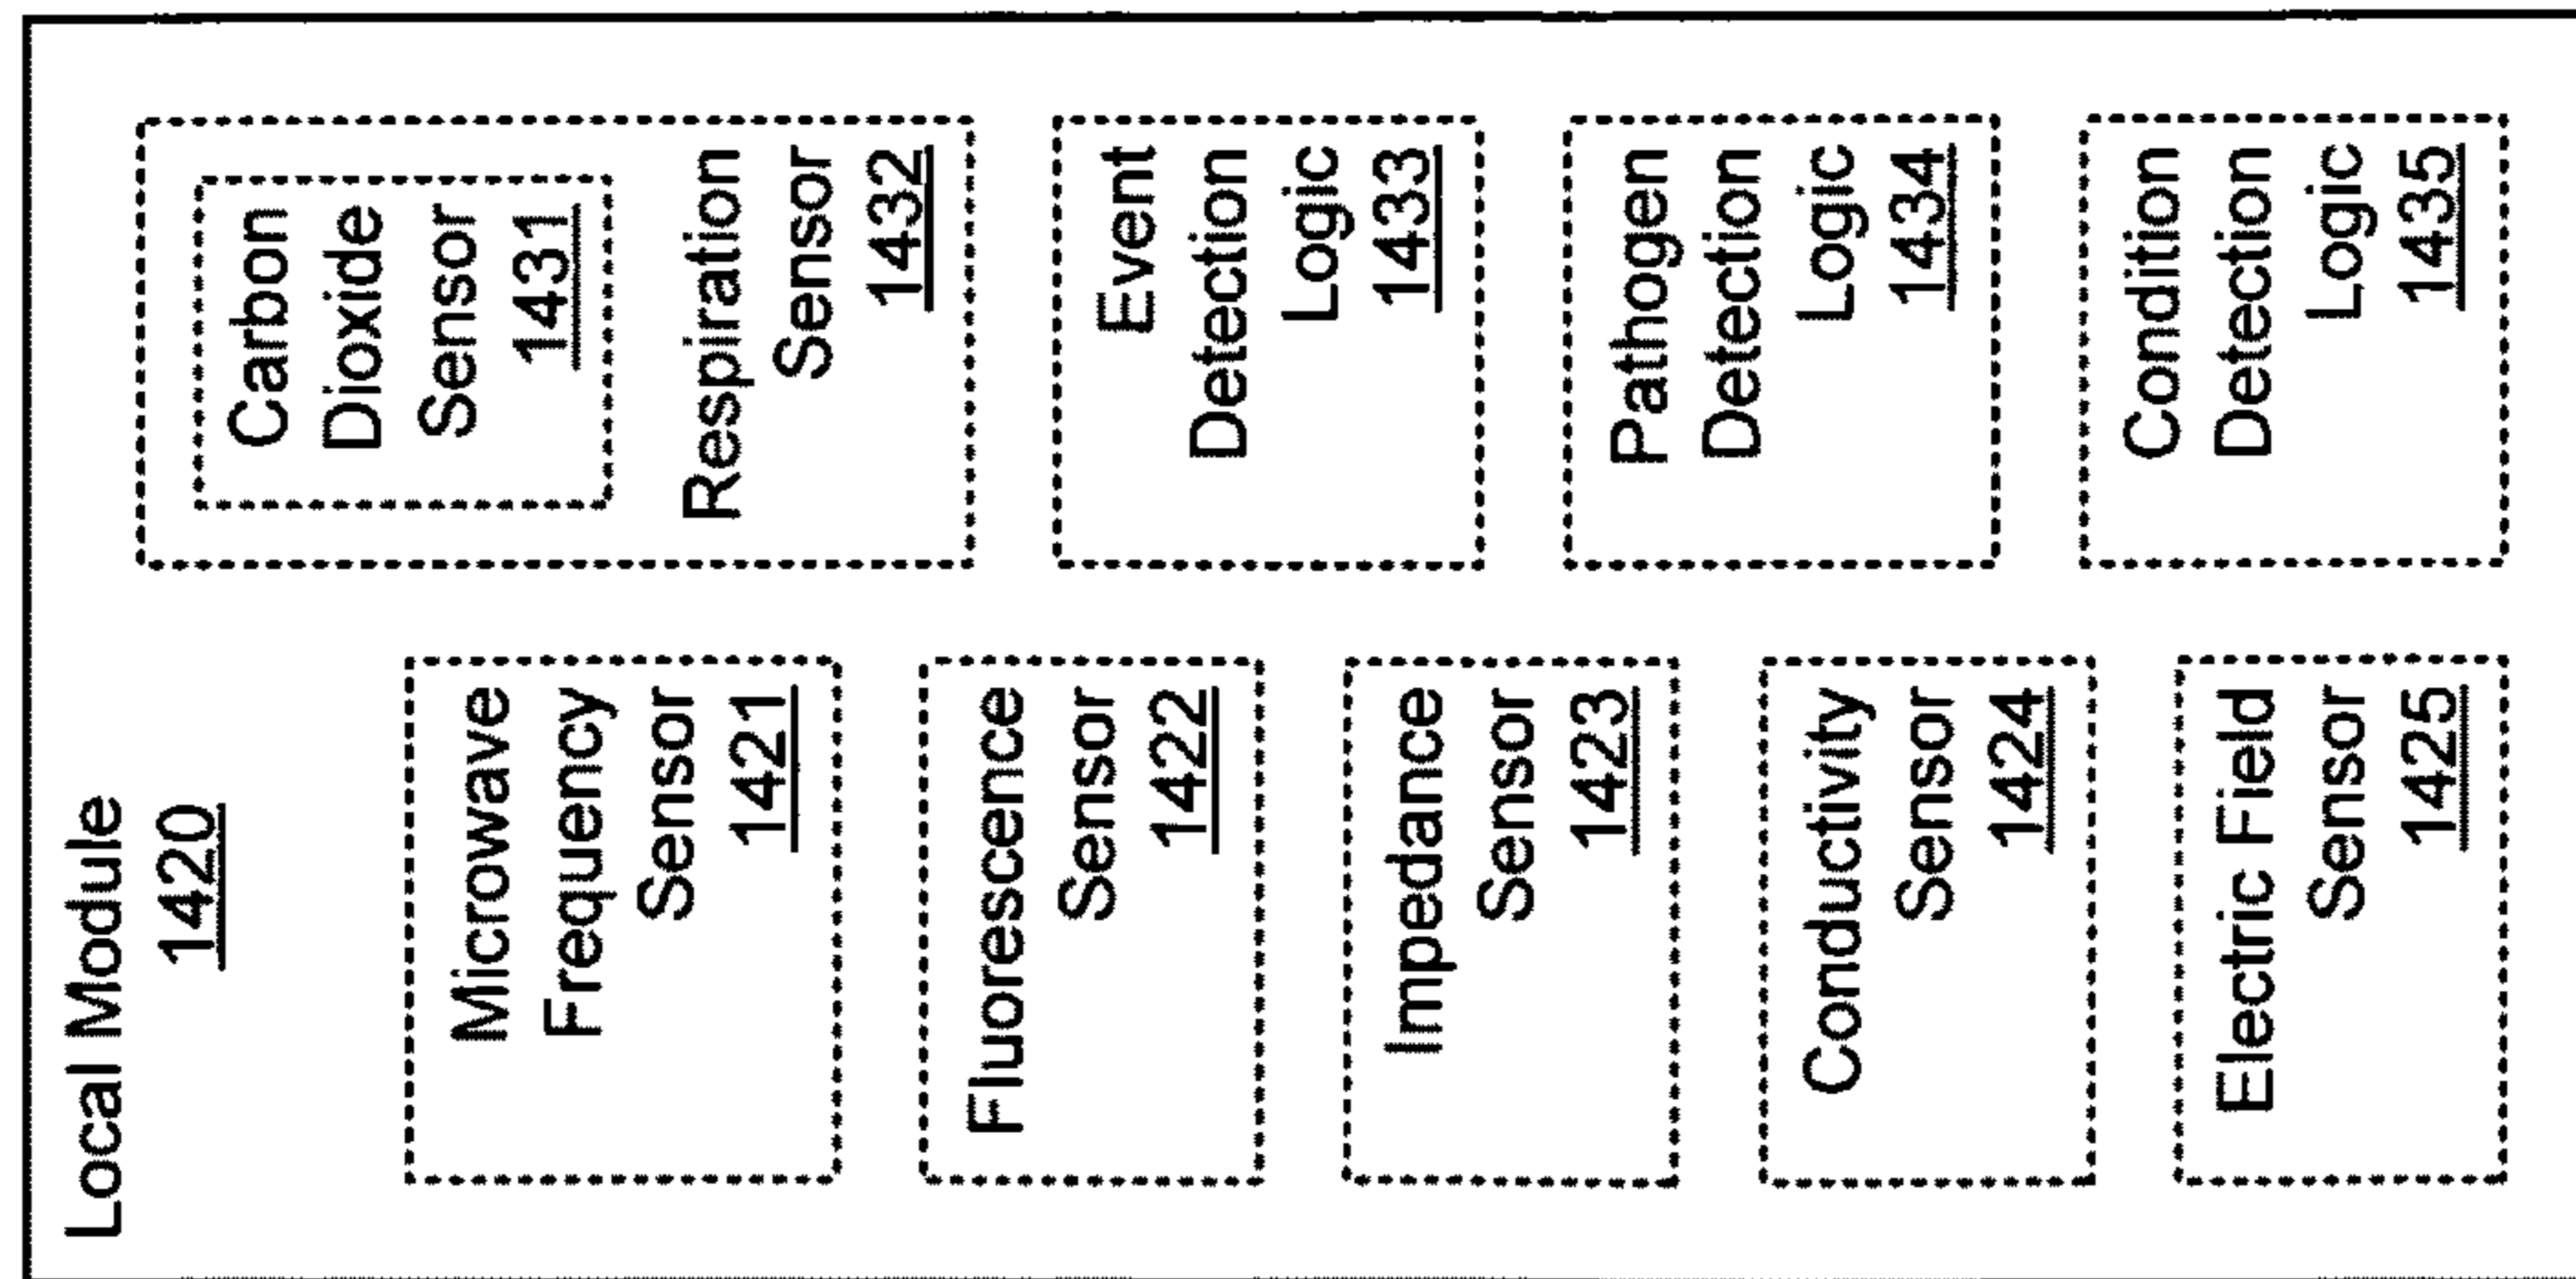 Local Module
1420
Microwave
Frequency
Sensor
1421
Fluorescence
Sensor
1422
Impedance
Sensor
1423
Conductivity
Sensor
1424
Electric Field
Sensor
1425
Carbon
Dioxide
Sensor
1431
Respiration
Sensor
1432
Event
Detection
Logic
1433
Pathogen
Detection
Logic
1434
Condition
Detection
Logic
1435